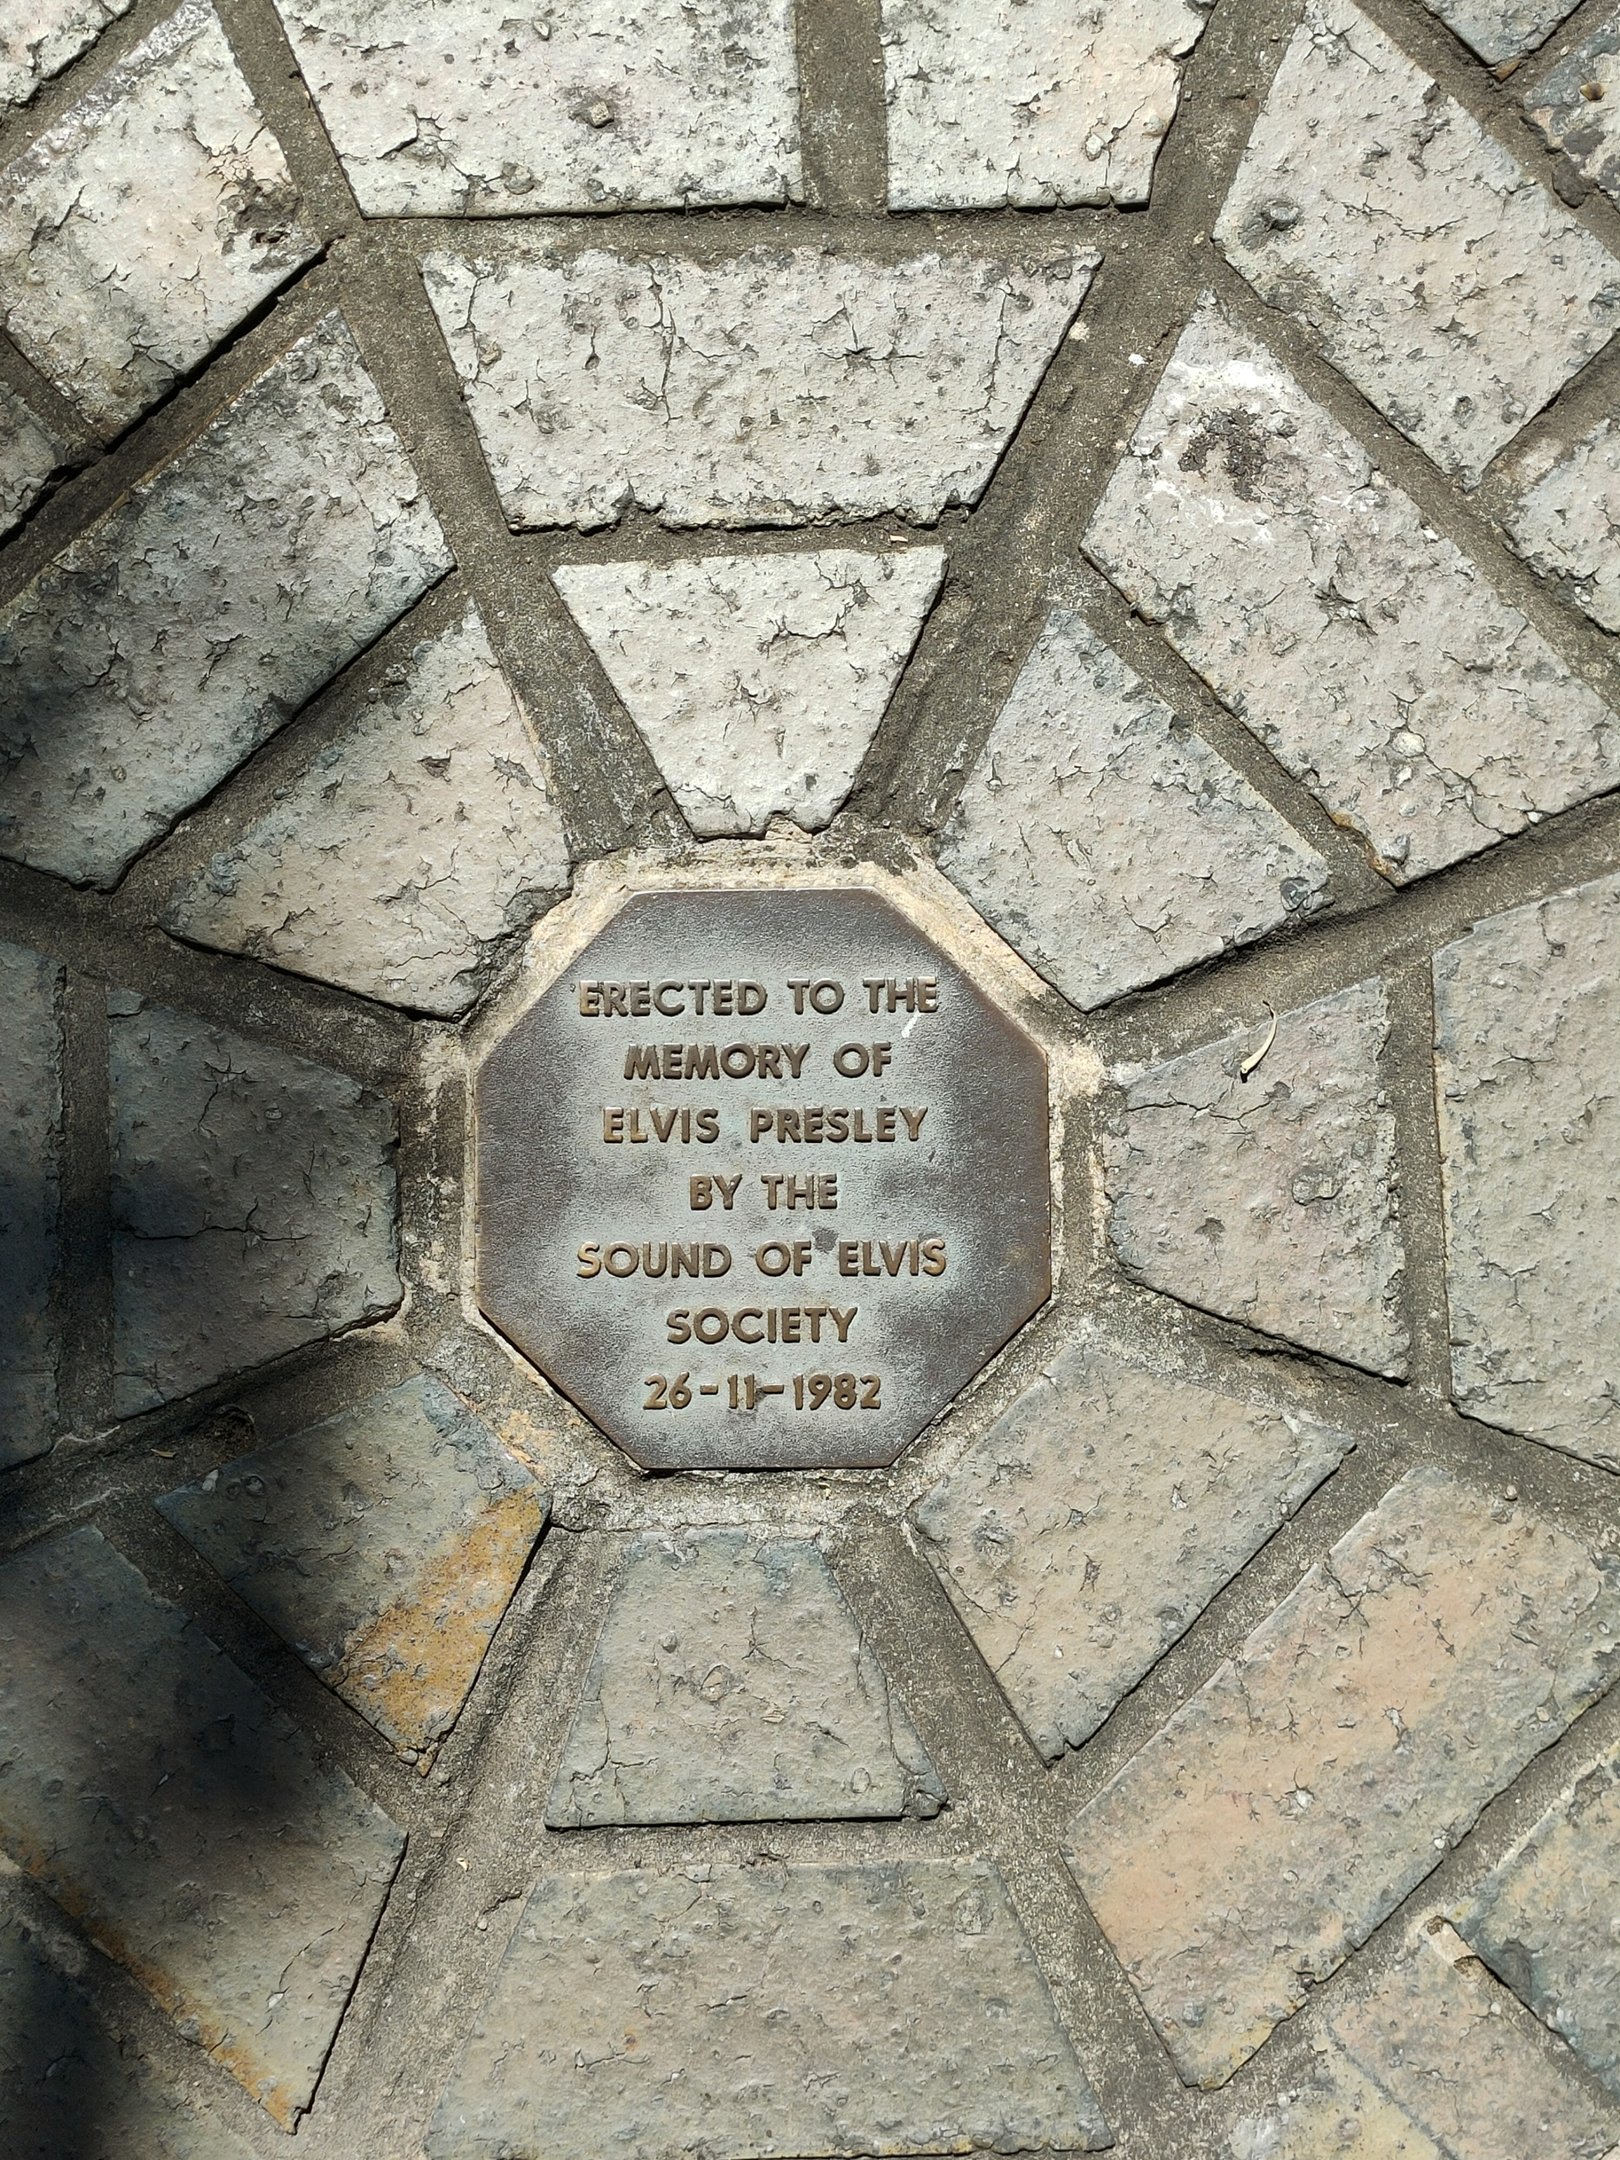 ERECTED TO THE
MEMORY OF
ELVIS PRESLEY
BY THE
SOUND OF ELVIS
SOCIETY
26-11-1982